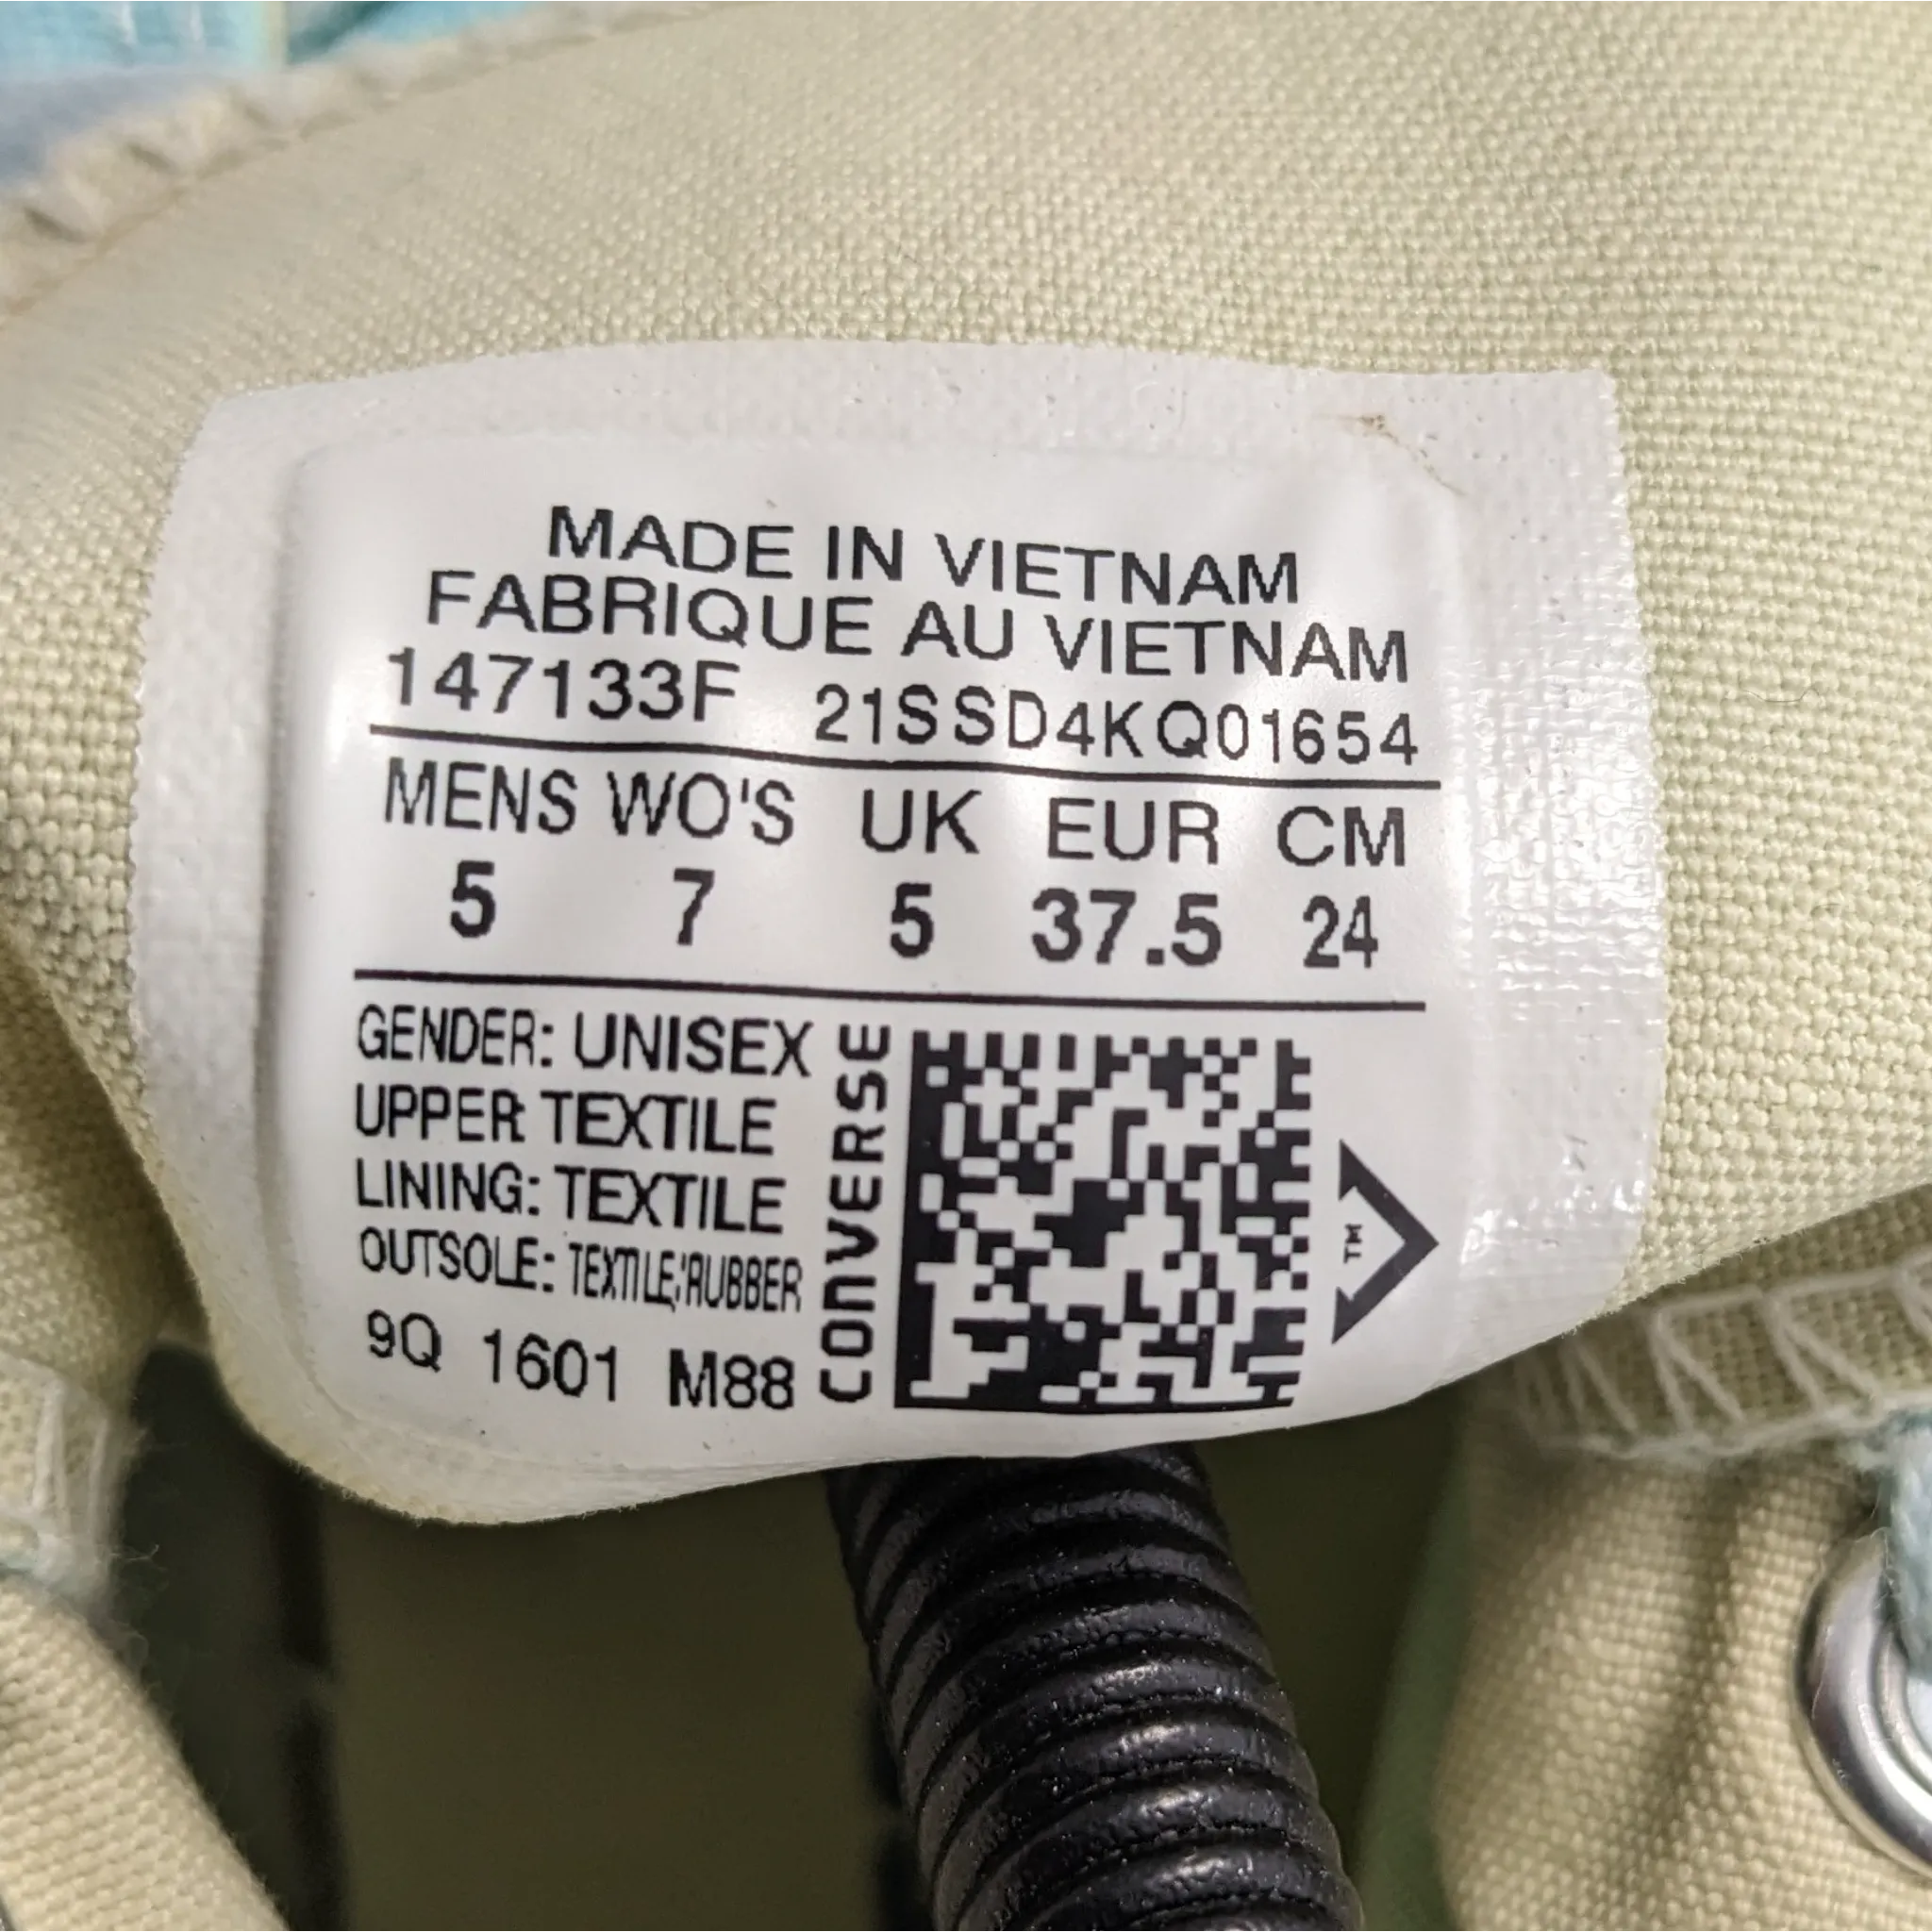 MADE IN VIETNAM
FABRIQUE AU VIETNAM
147133F 21SSD4KQ01654
MENS WO'S UK EUR CM
5 7 5 37.5 24
GENDER: UNISEX
UPPER: TEXTILE
LINING: TEXTILE
OUTSOLE: TEXTILE/RUBBER
9Q 1601 M88
CONVERSE
TM